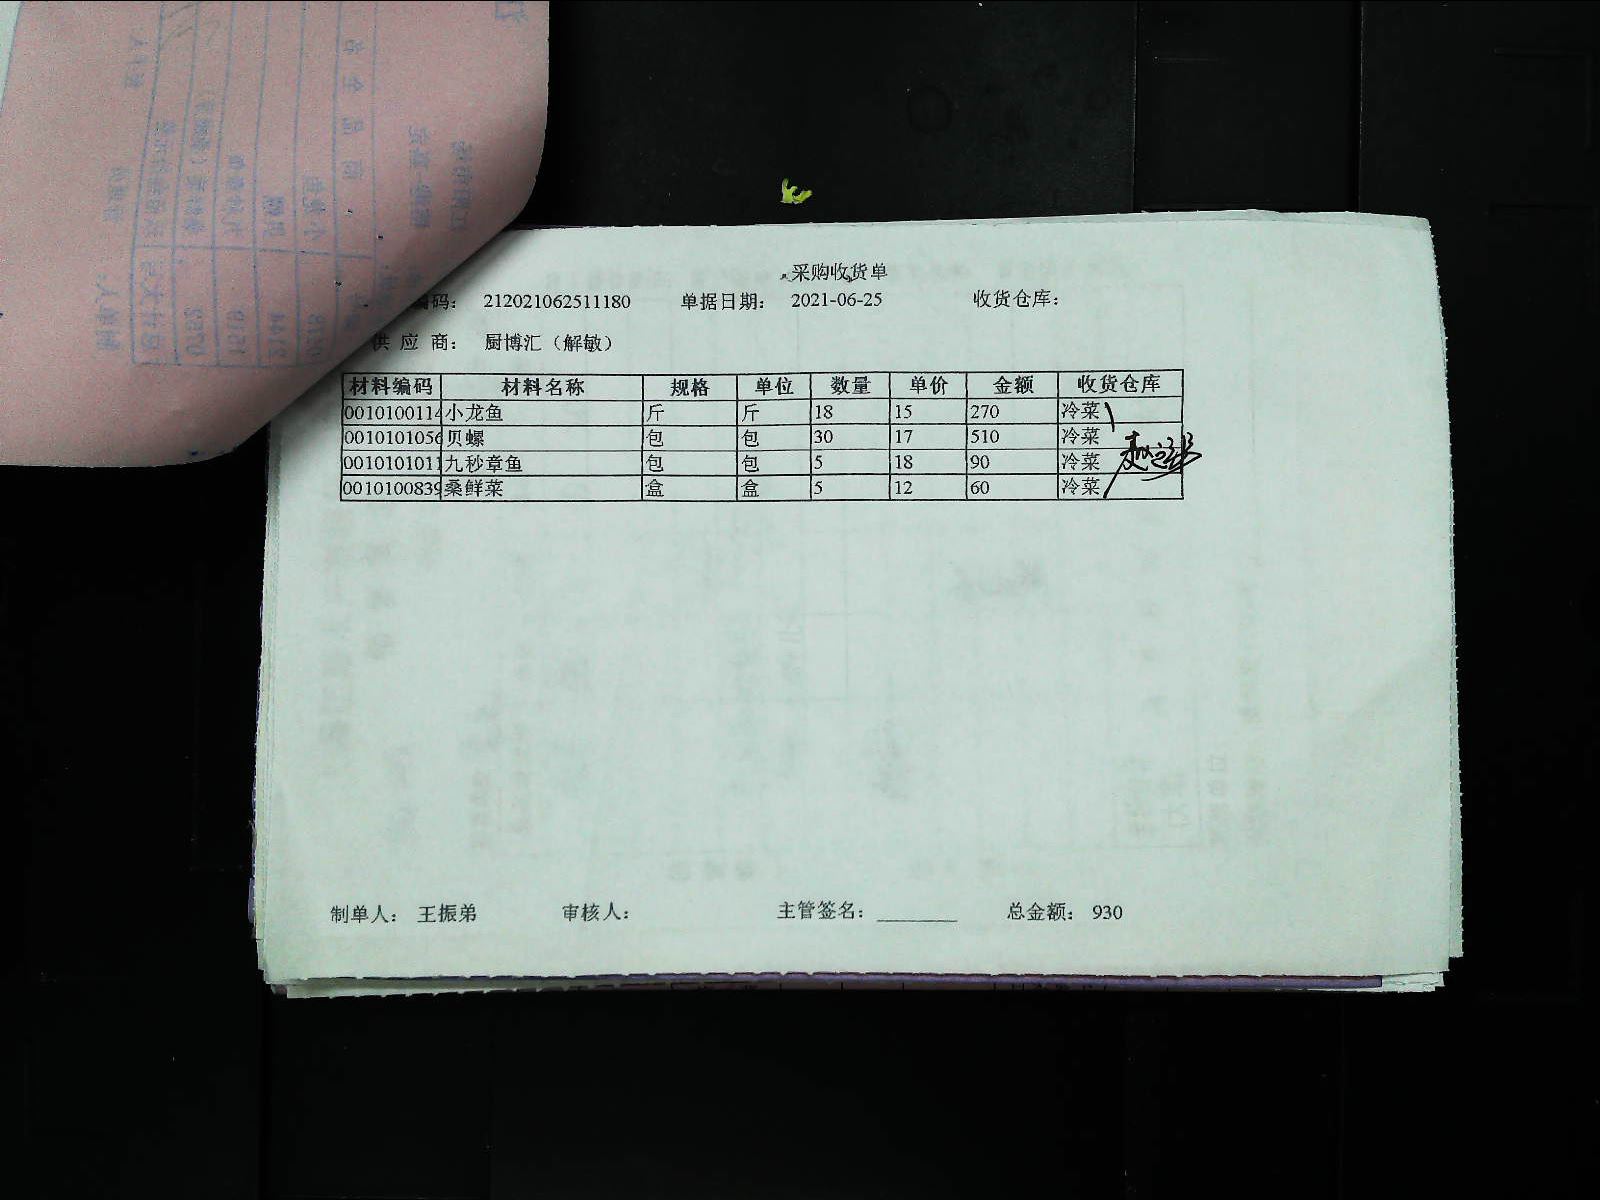 采购收货单
编码： 212021062511180 单据日期： 2021-06-25 收货仓库：
供 应 商： 厨博汇（解敏）
材料编码 材料名称 规格 单位 数量 单价 金额 收货仓库
0010100114 小龙鱼 斤 斤 18 15 270 冷菜
0010101056 贝螺 包 包 30 17 510 冷菜
0010101011 九秒章鱼 包 包 5 18 90 冷菜
0010100839 桑鲜菜 盒 盒 5 12 60 冷菜
制单人： 王振弟 审核人： 主管签名： 总金额： 930